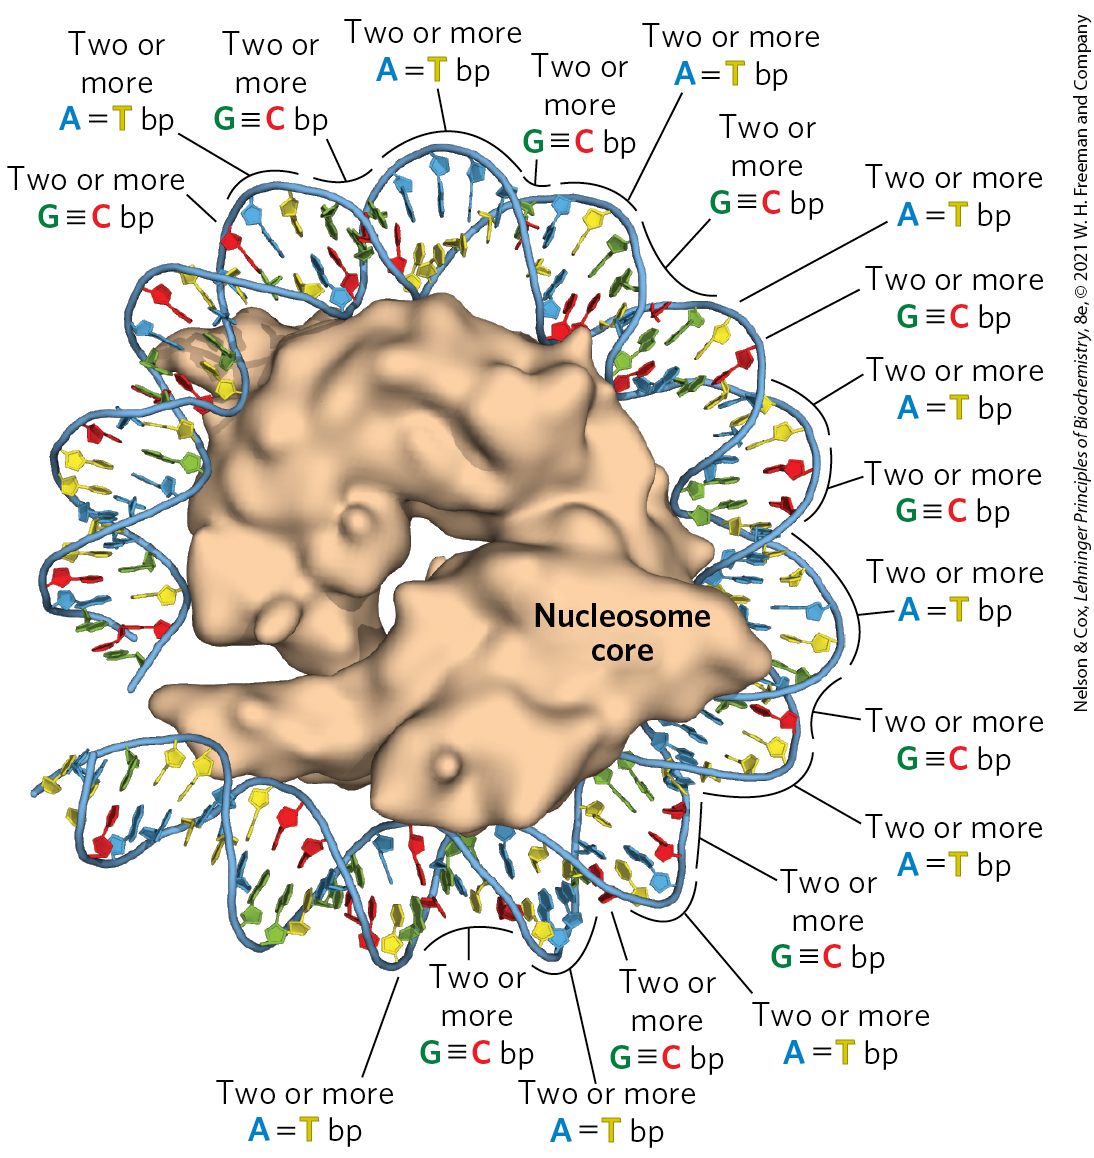 Two or
more
A=T bp
Two or
more
G≡C bp
Two or more
A=T bp
Two or
more
G≡C bp
Two or more
A=T bp
Two or more
G≡C bp
Two or
more
G≡C bp
Two or more
A=T bp
Two or more
G≡C bp
Two or more
A=T bp
Two or more
G≡C bp
Two or more
A=T bp
Nucleosome
core
Two or more
G≡C bp
Two or more
A=T bp
Two or
more
G≡C bp
Two or more
A=T bp
Two or
more
G≡C bp
Two or
more
G≡C bp
Two or more
A=T bp
Two or more
A=T bp
Nelson & Cox, Lehninger Principles of Biochemistry, 8e, © 2021 W. H. Freeman and Company